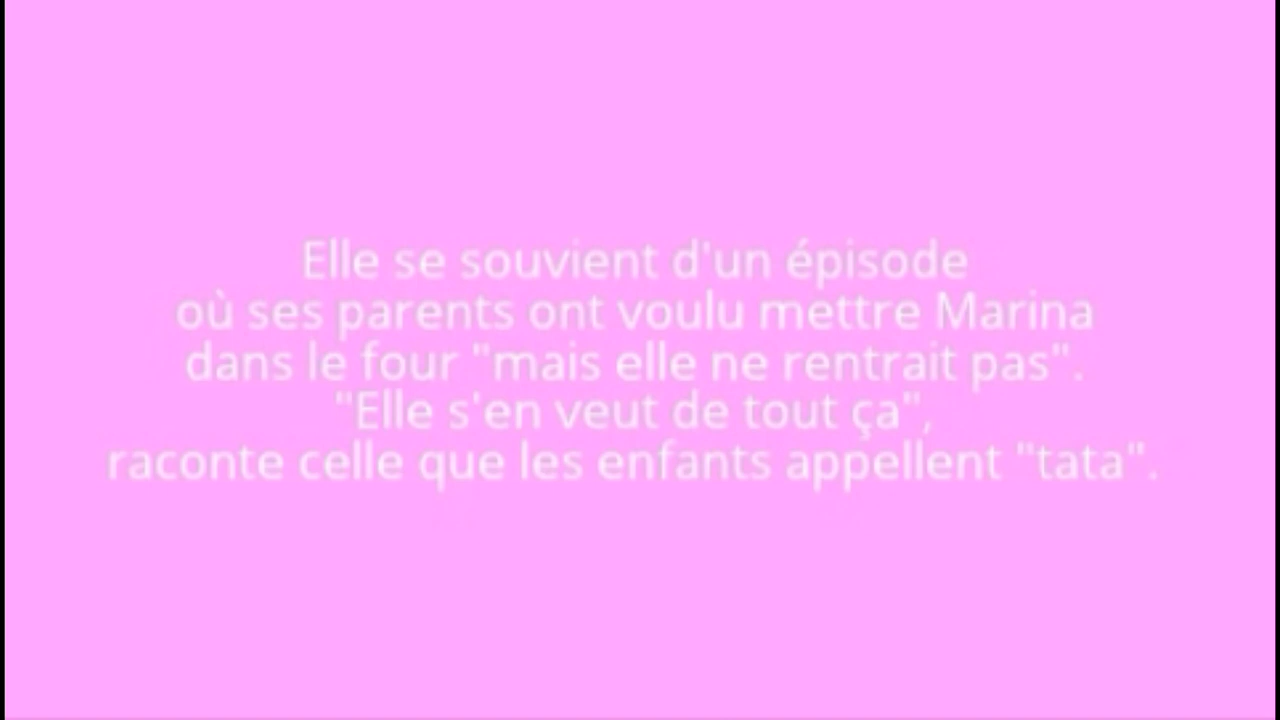 Elle se souvient d'un épisode
où ses parents ont voulu mettre Marina
dans le four "mais elle ne rentrait pas".
"Elle s'en veut de tout ça",
raconte celle que les enfants appellent "tata".